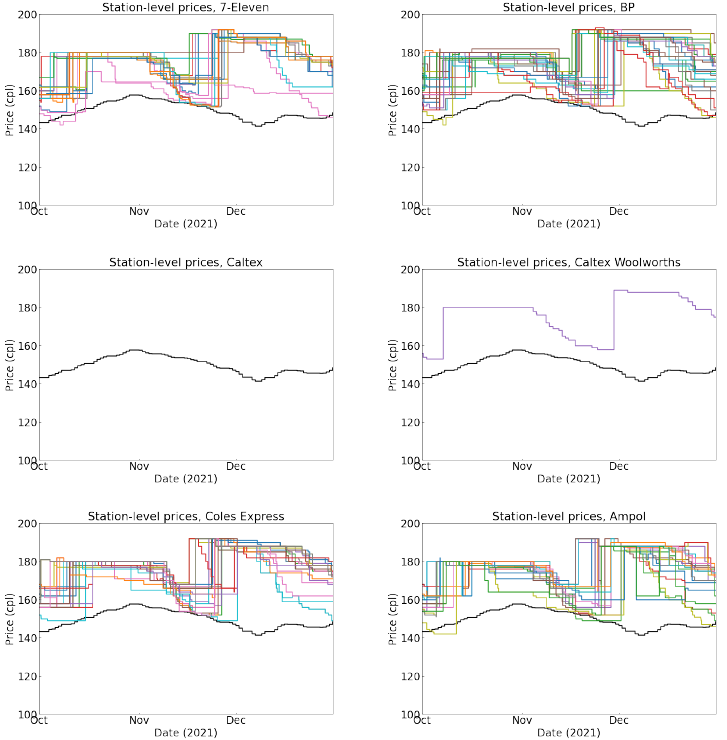 Station-level prices, 7-Eleven
200
180
160
140
120
100
Price (cpl)
Oct Nov Dec
Date (2021)
Station-level prices, BP
200
180
160
140
120
100
Price (cpl)
Oct Nov Dec
Date (2021)
Station-level prices, Caltex
200
180
160
140
120
100
Price (cpl)
Oct Nov Dec
Date (2021)
Station-level prices, Caltex Woolworths
200
180
160
140
120
100
Price (cpl)
Oct Nov Dec
Date (2021)
Station-level prices, Coles Express
200
180
160
140
120
100
Price (cpl)
Oct Nov Dec
Date (2021)
Station-level prices, Ampol
200
180
160
140
120
100
Price (cpl)
Oct Nov Dec
Date (2021)